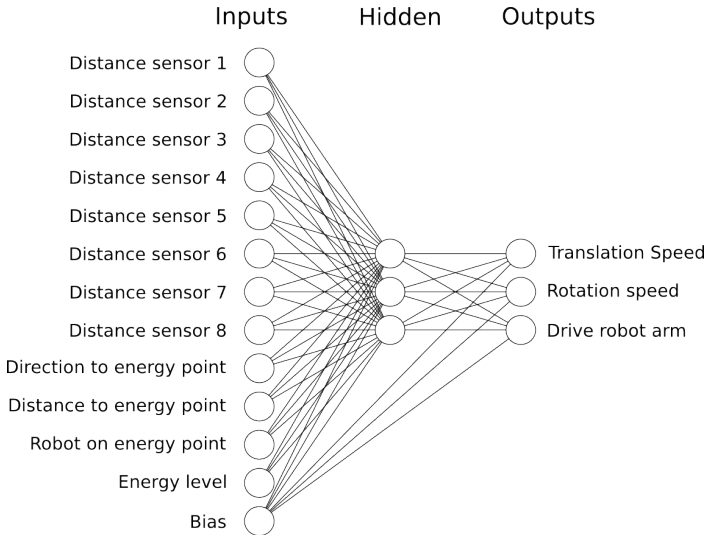 Inputs Hidden Outputs
Distance sensor 1
Distance sensor 2
Distance sensor 3
Distance sensor 4
Distance sensor 5
Distance sensor 6
Distance sensor 7
Distance sensor 8
Direction to energy point
Distance to energy point
Robot on energy point
Energy level
Bias
Translation Speed
Rotation speed
Drive robot arm